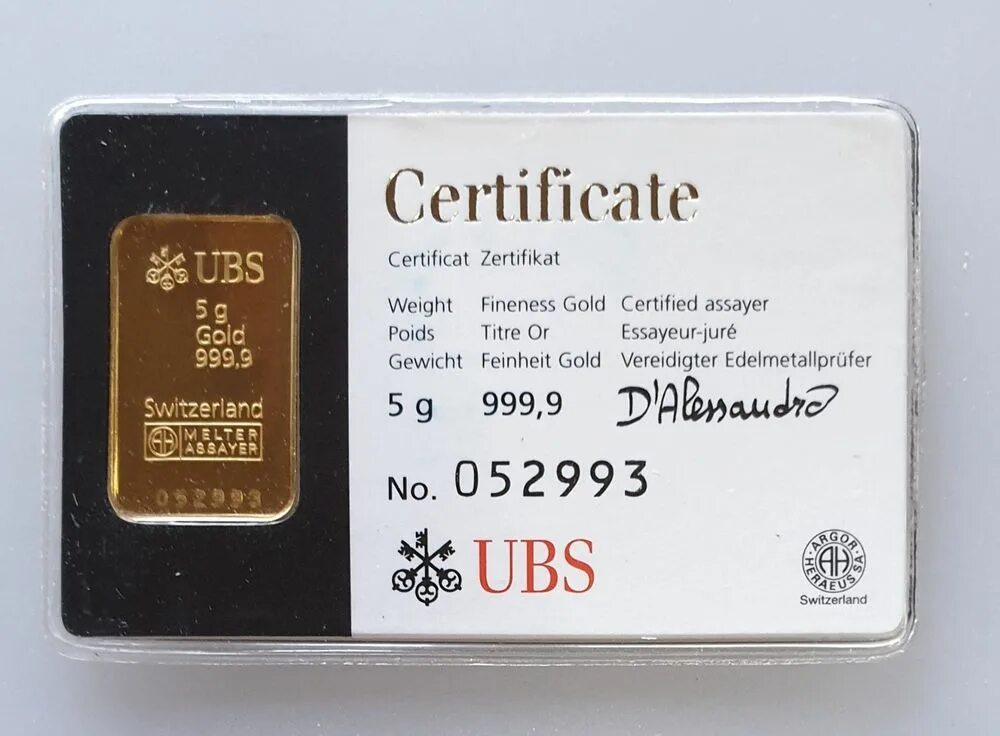 UBS
5 g
Gold
999,9
Switzerland
AH MELTER
ASSAYER
052993
Certificate
Certificat Zertifikat
Weight Fineness Gold Certified assayer
Poids Titre Or Essayeur-juré
Gewicht Feinheit Gold Vereidigter Edelmetallprüfer
5 g 999,9 D'Alessandro
No. 052993
UBS
ARGOR·HERAEUS SA
AH
Switzerland